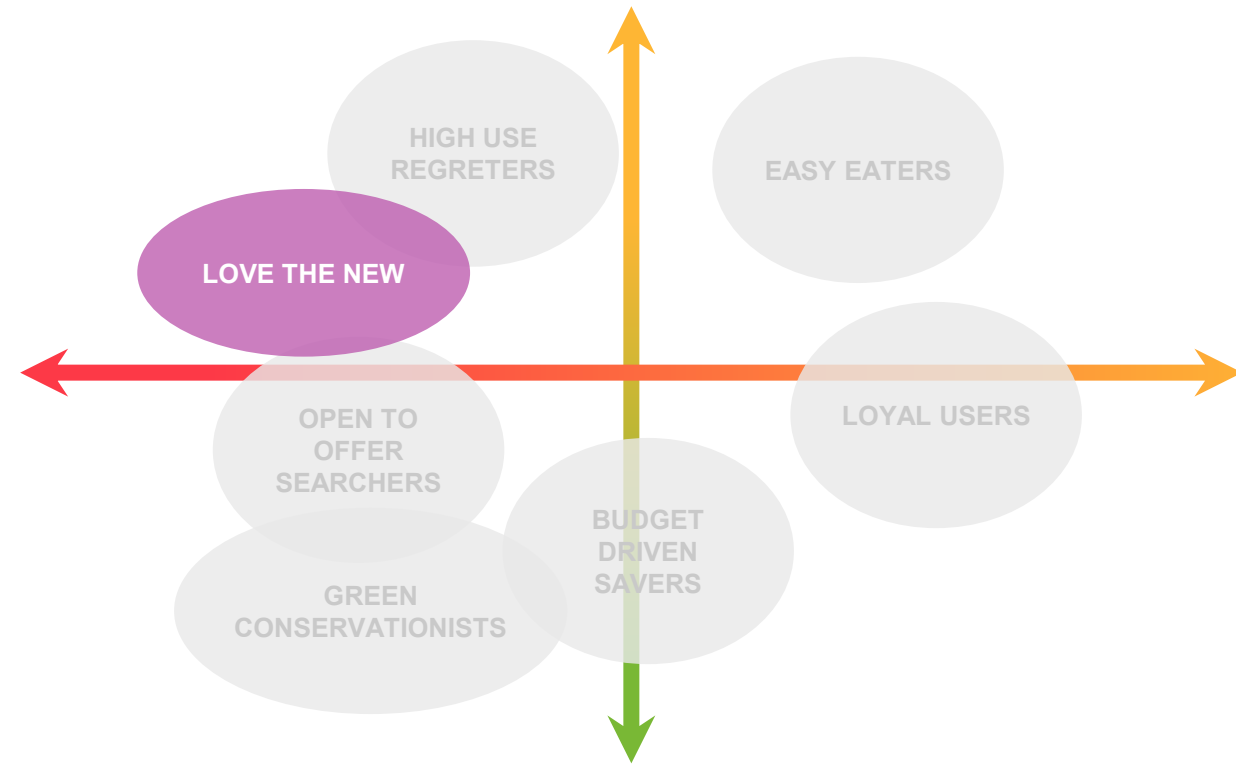 HIGH USE
REGRETERS
EASY EATERS
LOVE THE NEW
OPEN TO
OFFER
SEARCHERS
LOYAL USERS
BUDGET
DRIVEN
SAVERS
GREEN
CONSERVATIONISTS